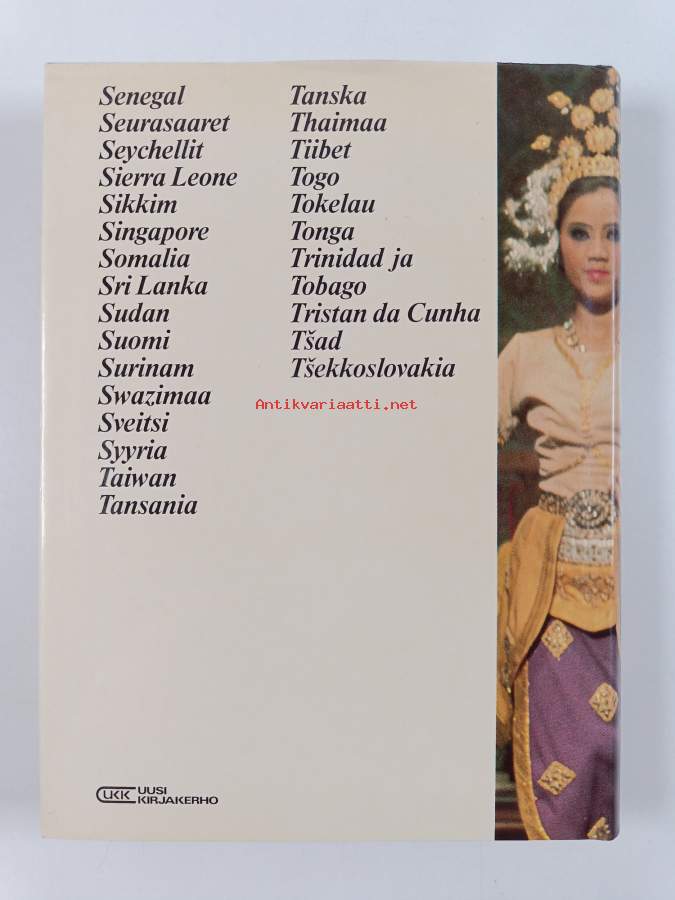 Senegal
Seurasaaret
Seychellit
Sierra Leone
Sikkim
Singapore
Somalia
Sri Lanka
Sudan
Suomi
Surinam
Swazimaa
Sveitsi
Syyria
Taiwan
Tansania
Tanska
Thaimaa
Tiibet
Togo
Tokelau
Tonga
Trinidad ja
Tobago
Tristan da Cunha
Tšad
Tšekkoslovakia
Antikvariaatti.net
UKK UUSI
KIRJAKERHO